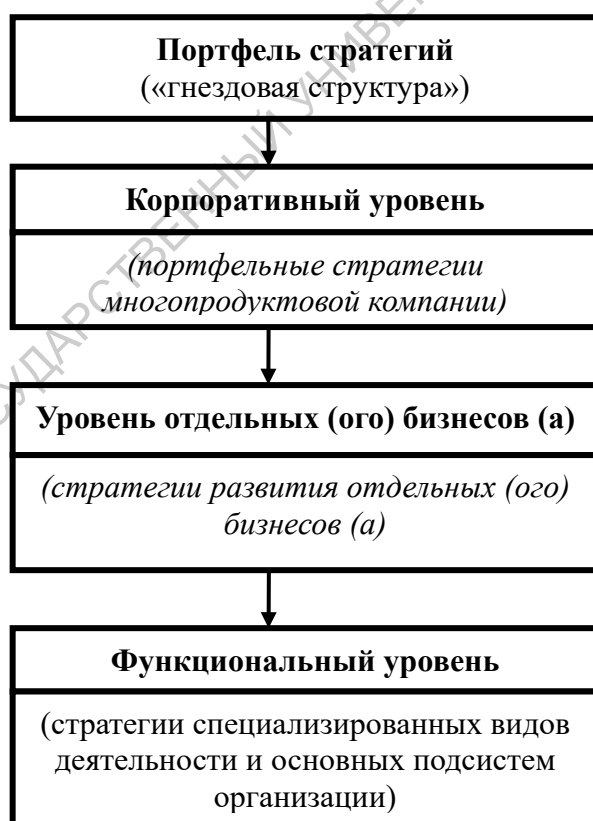 Портфель стратегий
(«гнездовая структура»)
Корпоративный уровень
(портфельные стратегии
многопродуктовой компании)
Уровень отдельных (ого) бизнесов (а)
(стратегии развития отдельных (ого)
бизнесов (а)
Функциональный уровень
(стратегии специализированных видов
деятельности и основных подсистем
организации)